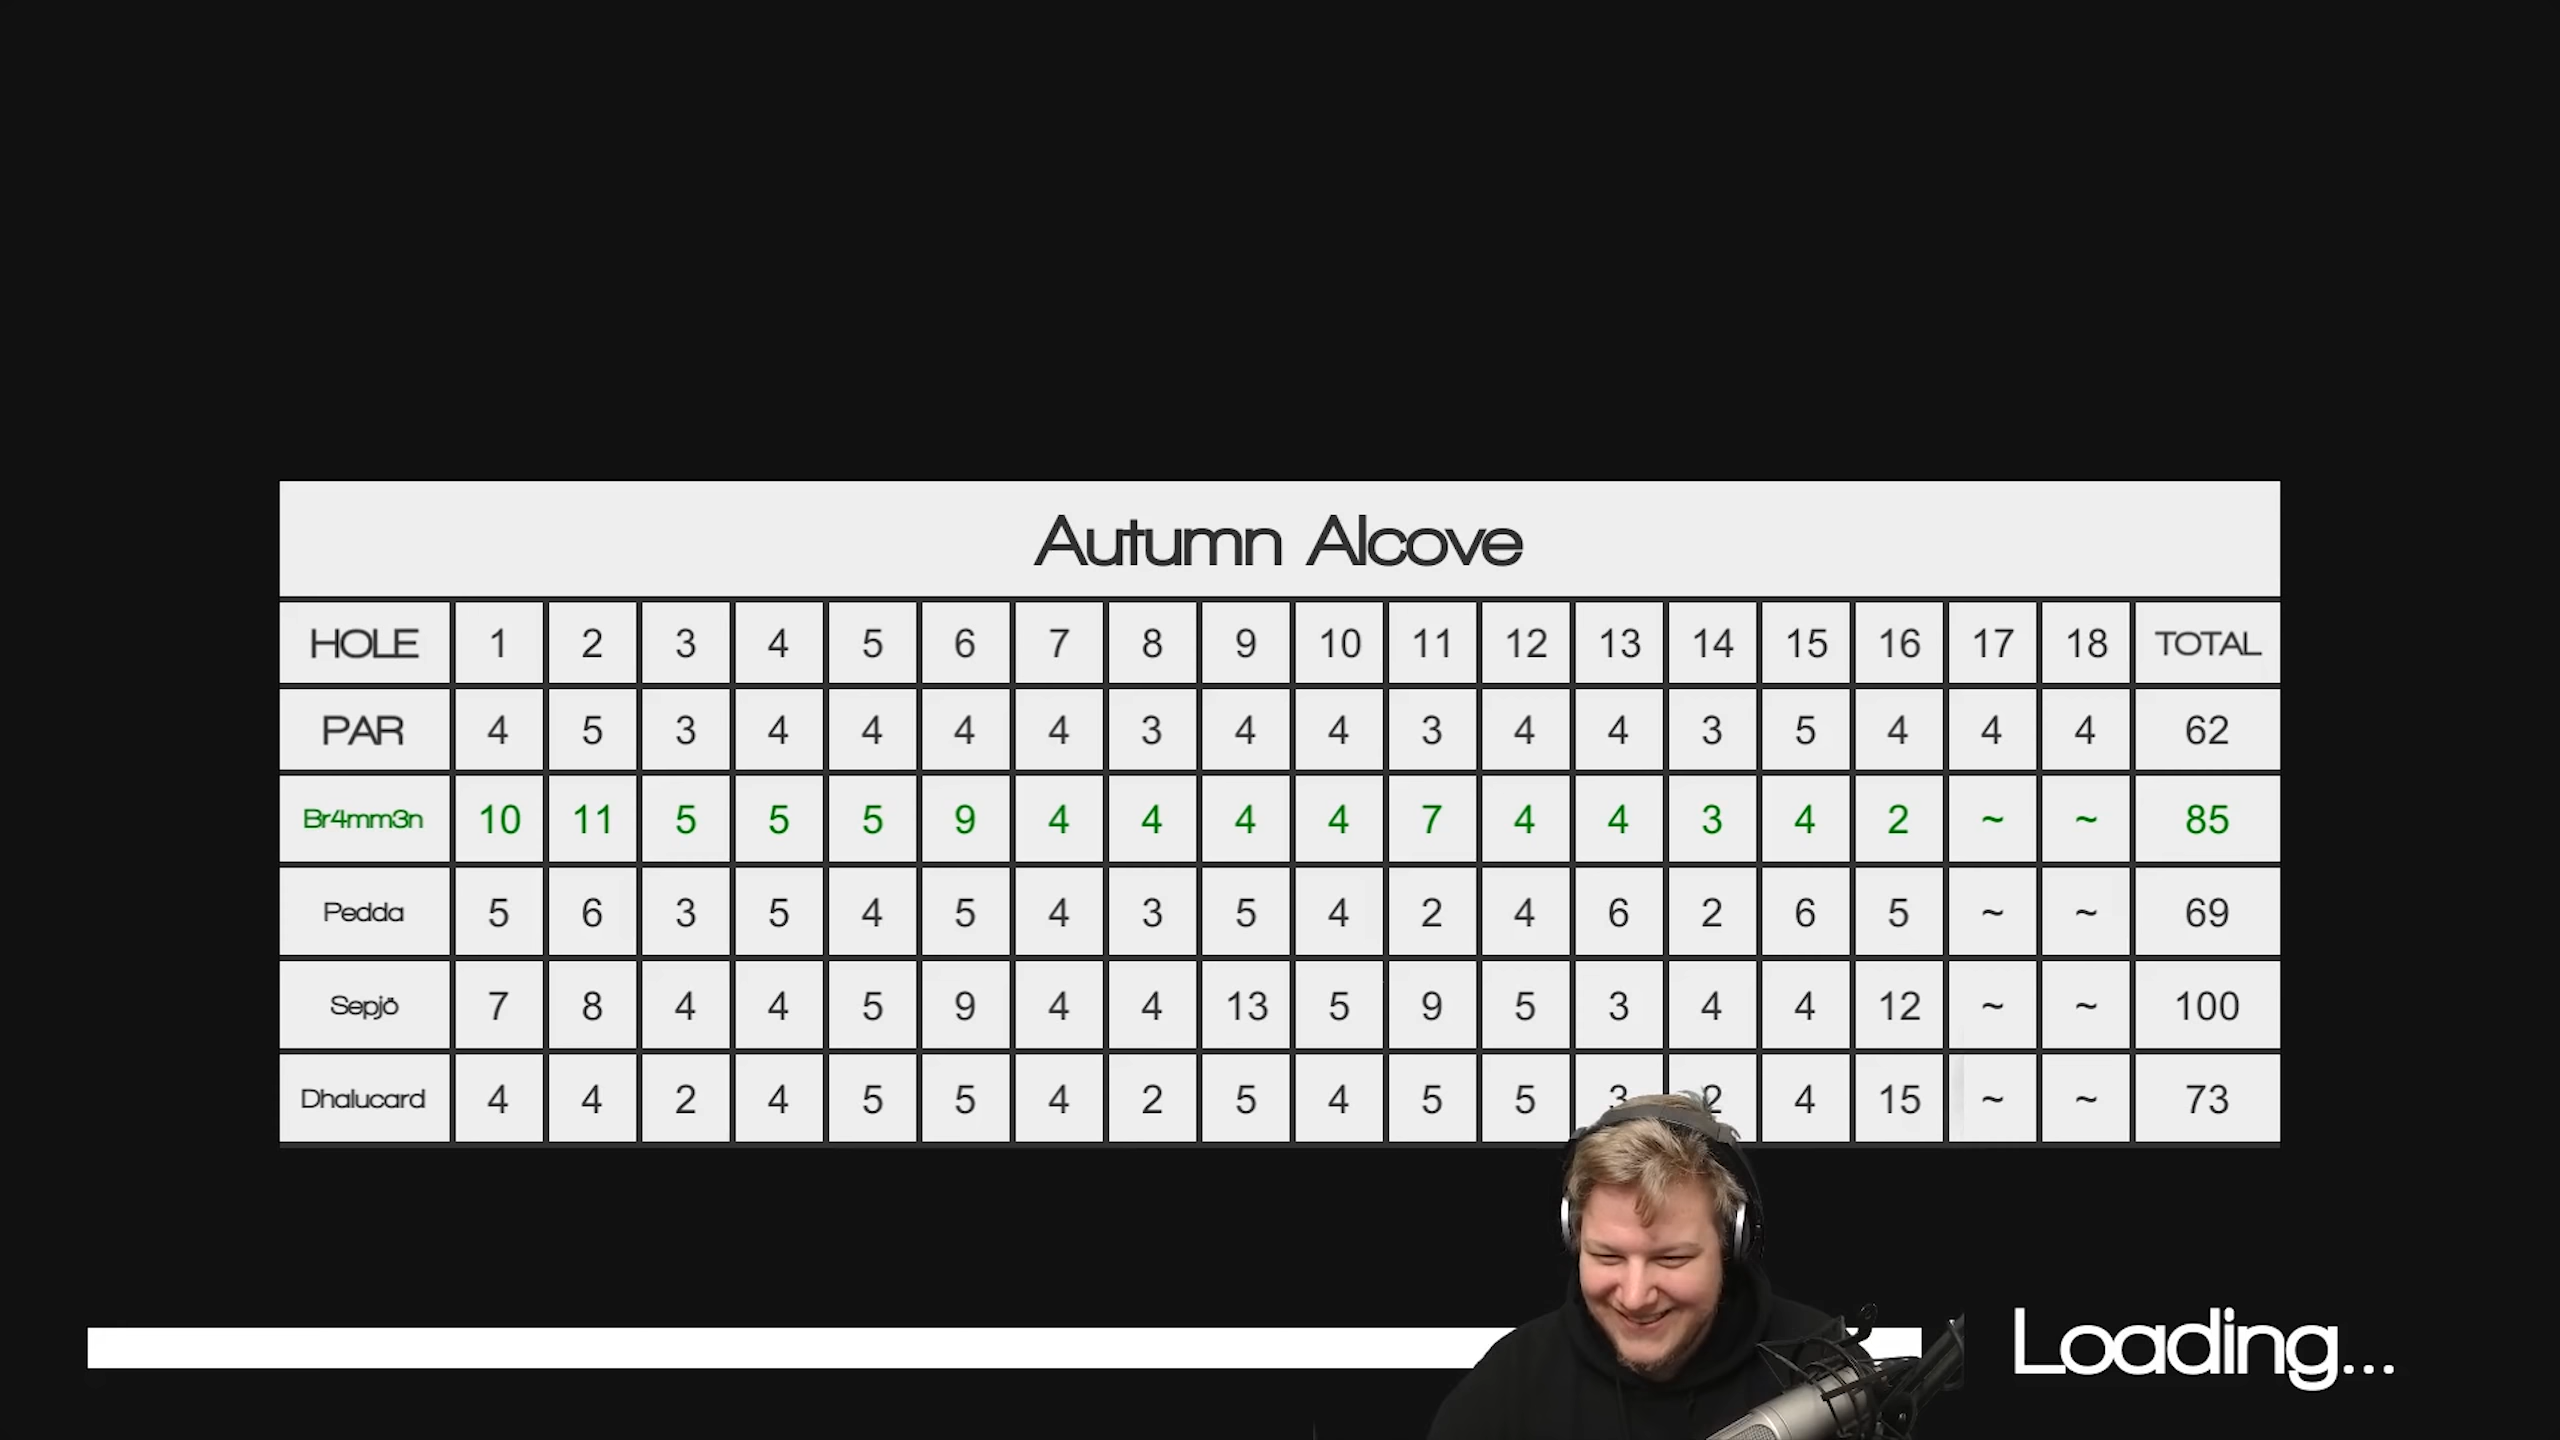 Autumn Alcove
HOLE 1 2 3 4 5 6 7 8 9 10 11 12 13 14 15 16 17 18 TOTAL
PAR 4 5 3 4 4 4 4 3 4 4 3 4 4 3 5 4 4 4 62
Br4mm3n 10 11 5 5 5 9 4 4 4 4 7 4 4 3 4 2 ~ ~ 85
Pedda 5 6 3 5 4 5 4 3 5 4 2 4 6 2 6 5 ~ ~ 69
Sepjö 7 8 4 4 5 9 4 4 13 5 9 5 3 4 4 12 ~ ~ 100
Dhalucard 4 4 2 4 5 5 4 2 5 4 5 5 3 2 4 15 ~ ~ 73
Loading...